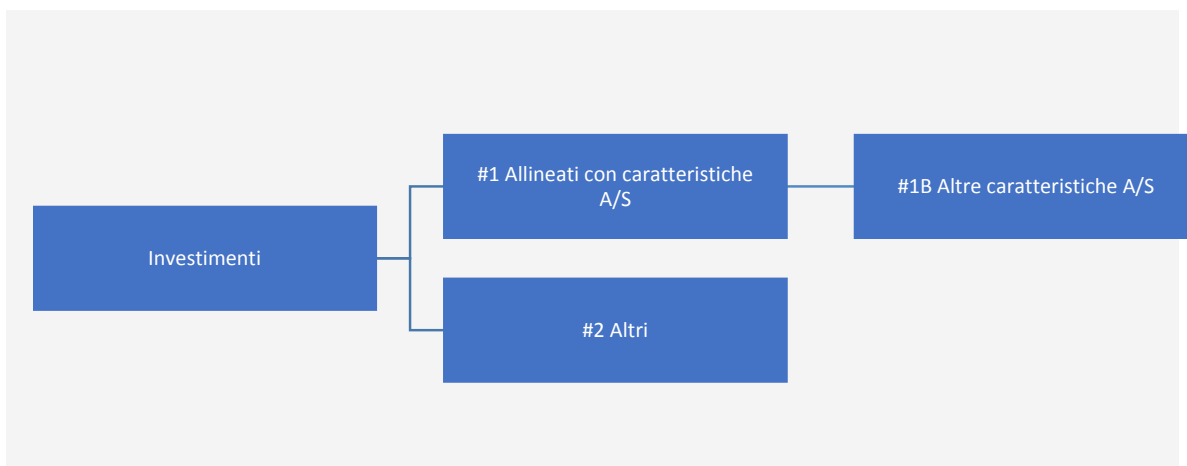 #1 Allineati con caratteristiche
A/S
#1B Altre caratteristiche A/S
Investimenti
#2 Altri